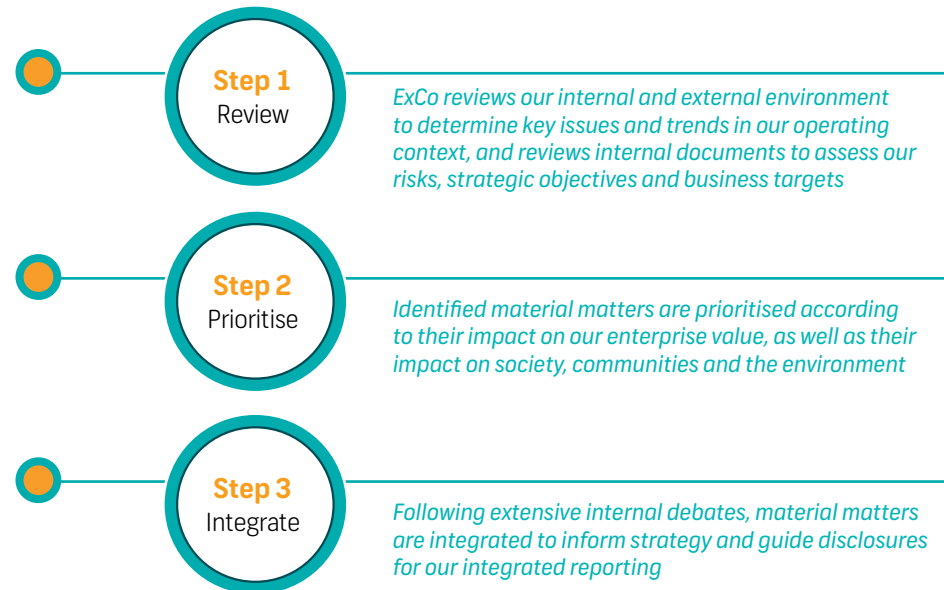 Step 1
Review
ExCo reviews our internal and external environment
to determine key issues and trends in our operating
context, and reviews internal documents to assess our
risks, strategic objectives and business targets
Step 2
Prioritise
Identified material matters are prioritised according
to their impact on our enterprise value, as well as their
impact on society, communities and the environment
Step 3
Integrate
Following extensive internal debates, material matters
are integrated to inform strategy and guide disclosures
for our integrated reporting